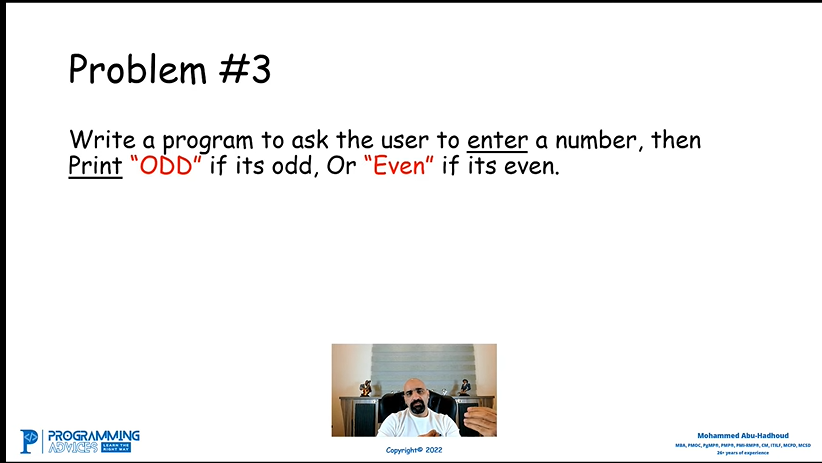 Problem #3
Write a program to ask the user to enter a number, then
Print “ODD” if its odd, Or “Even” if its even.
PROGRAMMING
ADVICES LEARN THE RIGHT WAY
Copyright© 2022
Mohammed Abu-Hadhoud
MBA, PMOC, PgMP®, PMP®, PMI-RMP®, CM, ITILF, MCPD, MCSD
26+ years of experience